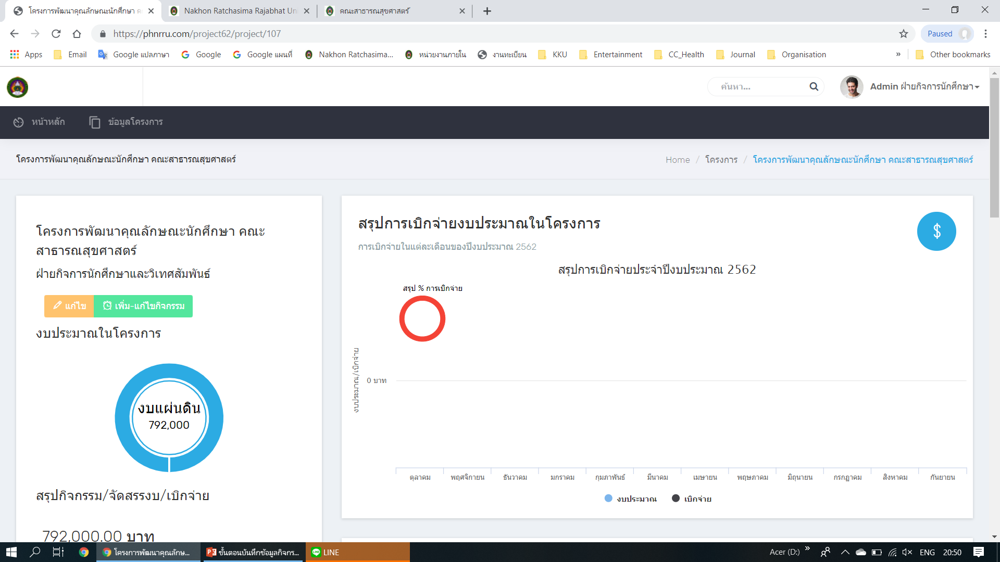 โครงการพัฒนาคุณลักษณะนักศึกษา ค
Nakhon Ratchasima Rajabhat Un
คณะสาธารณสุขศาสตร์
https://phnrru.com/project62/project/107
Paused
Apps
Email
Google แปลภาษา
Google
Google แผนที่
Nakhon Ratchasima...
หน่วยงานภายใน
งานทะเบียน
KKU
Entertainment
CC_Health
Journal
Organisation
»
Other bookmarks
ค้นหา...
Admin ฝ่ายกิจการนักศึกษา
หน้าหลัก
ข้อมูลโครงการ
โครงการพัฒนาคุณลักษณะนักศึกษา คณะสาธารณสุขศาสตร์
Home / โครงการ / โครงการพัฒนาคุณลักษณะนักศึกษา คณะสาธารณสุขศาสตร์
โครงการพัฒนาคุณลักษณะนักศึกษา คณะ
สาธารณสุขศาสตร์
ฝ่ายกิจการนักศึกษาและวิเทศสัมพันธ์
แก้ไข
เพิ่ม-แก้ไขกิจกรรม
งบประมาณในโครงการ
งบแผ่นดิน
792,000
สรุปกิจกรรม/จัดสรรงบ/เบิกจ่าย
792,000.00 บาท
สรุปการเบิกจ่ายงบประมาณในโครงการ
$
การเบิกจ่ายในแต่ละเดือนของปีงบประมาณ 2562
สรุปการเบิกจ่ายประจำปีงบประมาณ 2562
สรุป % การเบิกจ่าย
งบประมาณ/เบิกจ่าย
0 บาท
ตุลาคม
พฤศจิกายน
ธันวาคม
มกราคม
กุมภาพันธ์
มีนาคม
เมษายน
พฤษภาคม
มิถุนายน
กรกฏาคม
สิงหาคม
กันยายน
งบประมาณ
เบิกจ่าย
โครงการพัฒนาคุณลักษ...
ขั้นตอนบันทึกข้อมูลกิจกร...
LINE
Acer (D:)
»
ENG
20:50